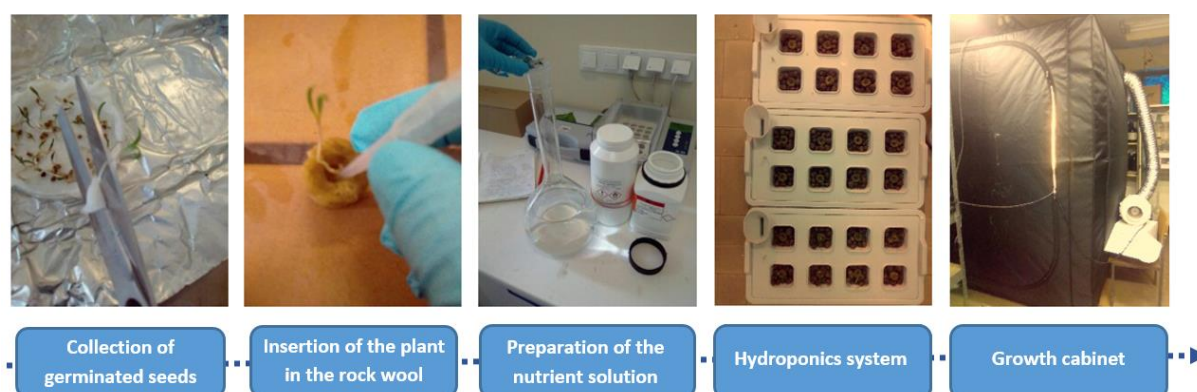 Collection of
germinated seeds
Insertion of the plant
in the rock wool
Preparation of the
nutrient solution
Hydroponics system
Growth cabinet